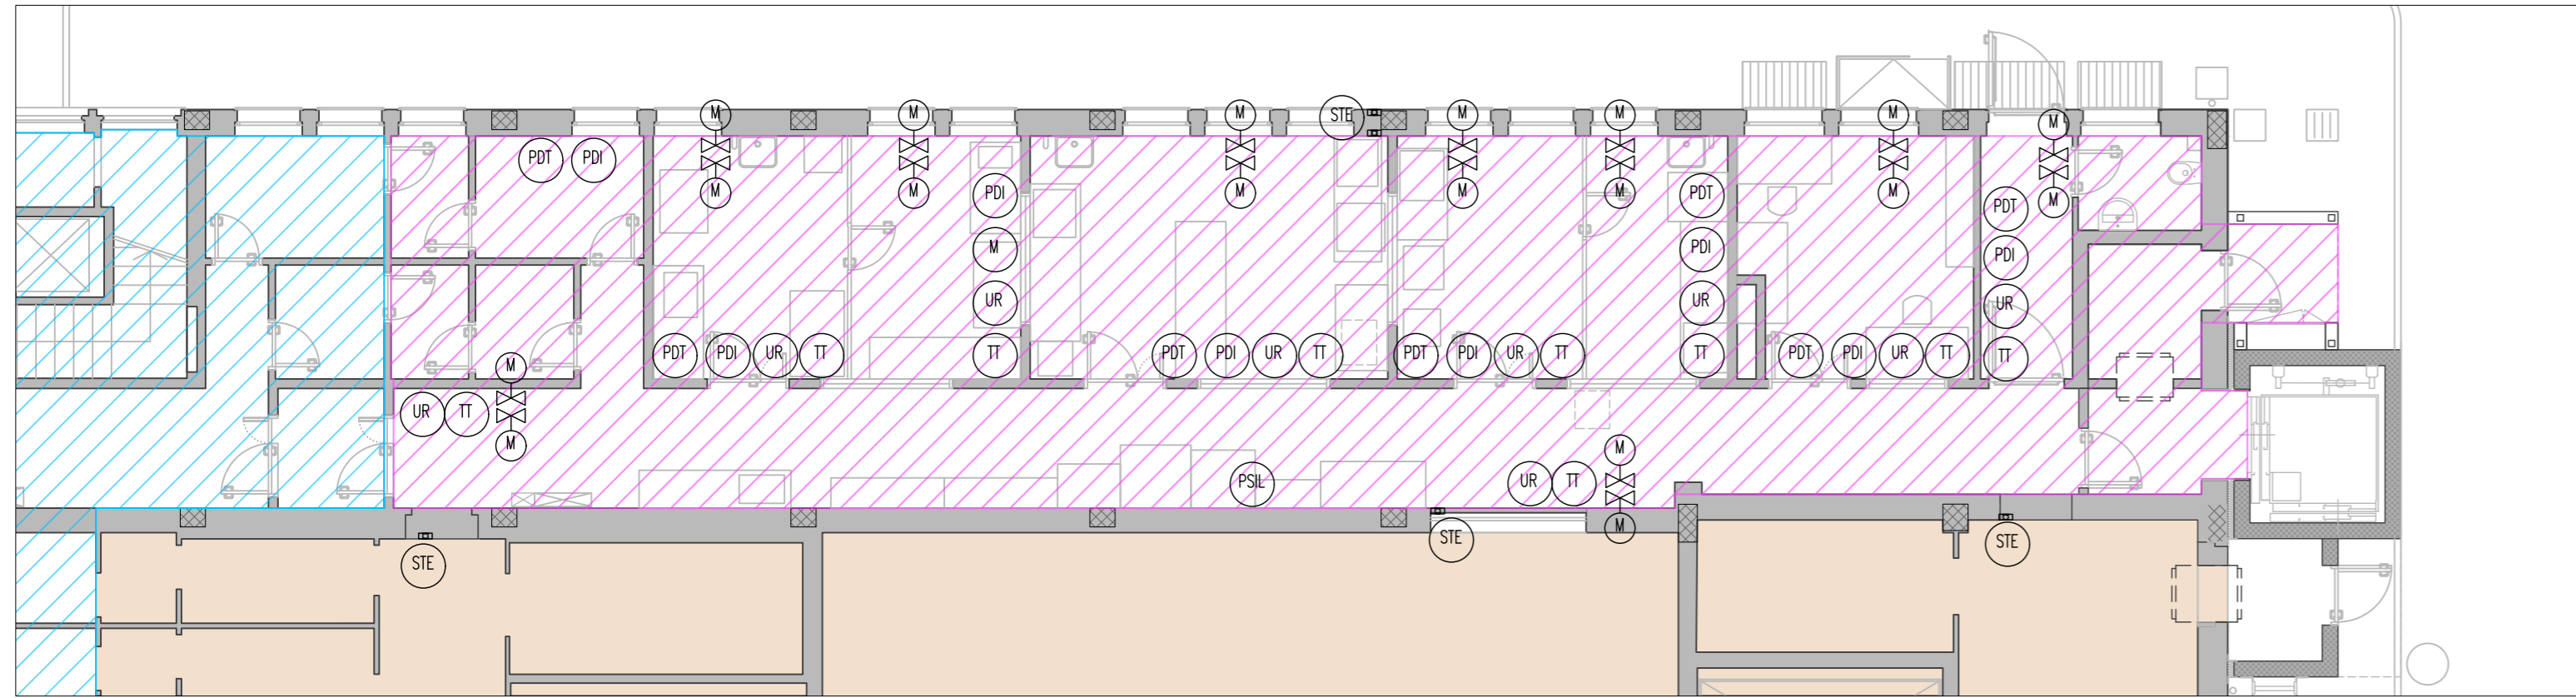 M M M STE M M M M
PDT PDI
M M M M M M M
PDI PDT PDT
M PDI PDI
UR UR UR
PDT PDI UR TT TT PDT PDI UR TT PDT PDI UR TT TT PDT PDI UR TT TT
M
UR TT
M M
PSIL UR TT
M
STE STE
STE